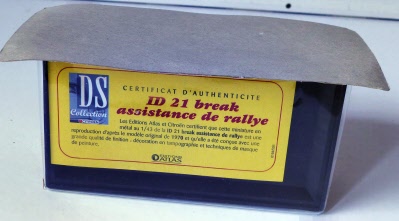 DS
Collection
CERTIFICAT D'AUTHENTICITE
ID 21 break
assistance de rallye
Les Editions Atlas et Citroën certifient que cette miniature en
métal au 1/43 de la ID 21 break assistance de rallye est une
reproduction d'après le modèle original de 1970 et qu'elle a été conçue avec une
grande qualité de finition - décoration en tampographie et techniques de masque
de peinture.
ATLAS